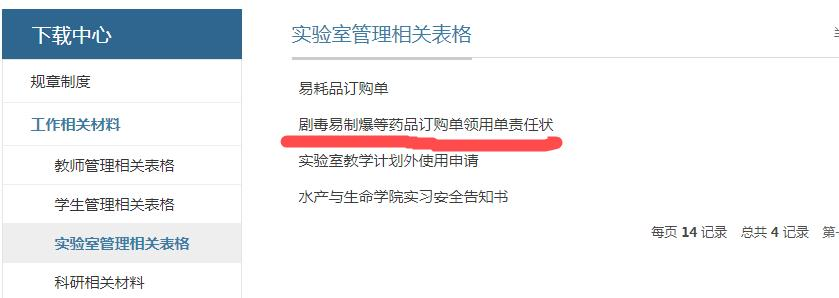 下载中心
规章制度
工作相关材料
教师管理相关表格
学生管理相关表格
实验室管理相关表格
科研相关材料
实验室管理相关表格
易耗品订购单
剧毒易制爆等药品订购单领用单责任状
实验室教学计划外使用申请
水产与生命学院实习安全告知书
每页 14 记录 总共 4 记录 第